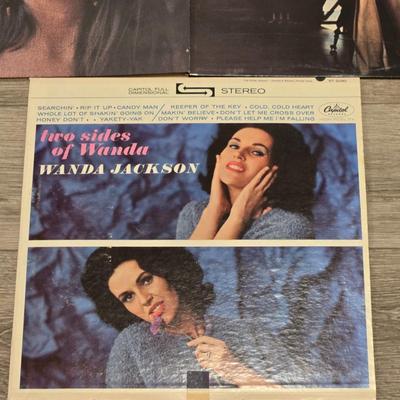 CAPITOL FULL DIMENSIONAL STEREO
SEARCHIN' • RIP IT UP • CANDY MAN
WHOLE LOT OF SHAKIN' GOING ON
HONEY DON'T • YAKETY-YAK
KEEPER OF THE KEY • COLD, COLD HEART
MAKIN' BELIEVE • DON'T LET ME CROSS OVER
DON'T WORRY • PLEASE HELP ME I'M FALLING
Capitol
two sides
of Wanda
WANDA JACKSON